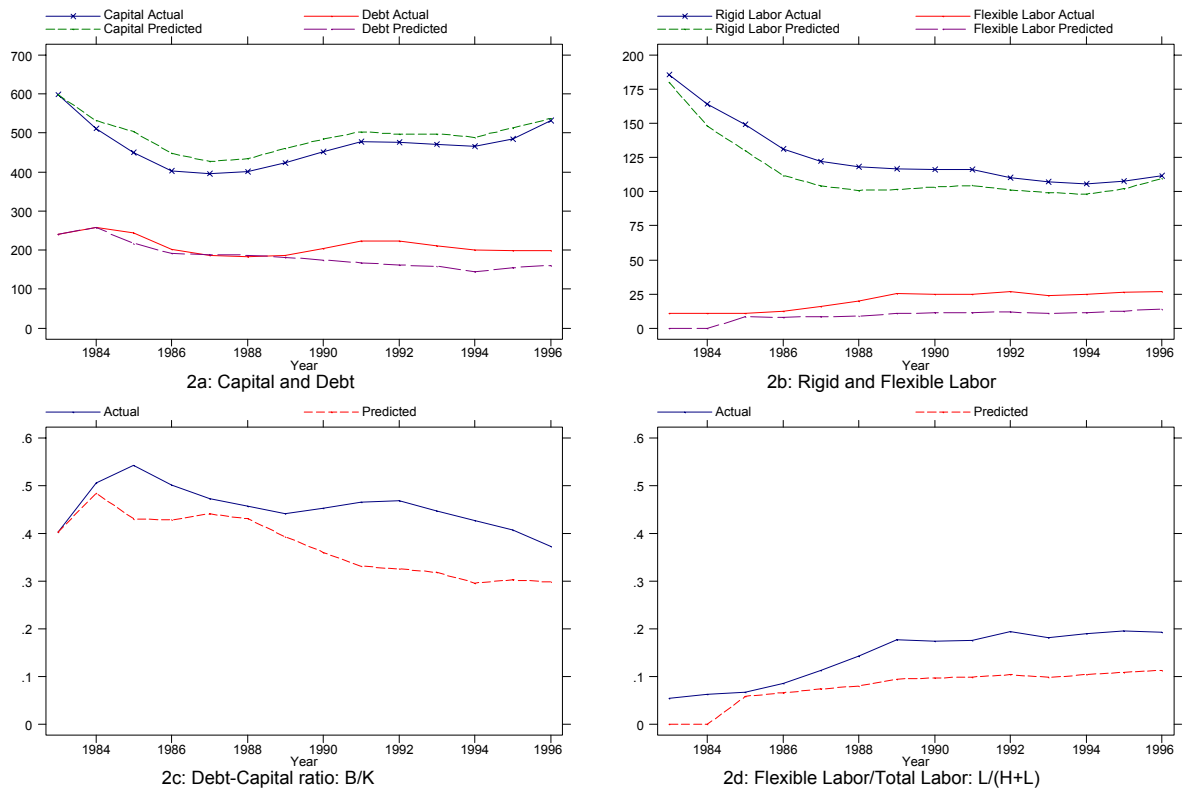 Capital Actual Debt Actual
Capital Predicted Debt Predicted
700
600
500
400
300
200
100
0
1984 1986 1988 1990 1992 1994 1996
Year
2a: Capital and Debt
Rigid Labor Actual Flexible Labor Actual
Rigid Labor Predicted Flexible Labor Predicted
200
175
150
125
100
75
50
25
0
1984 1986 1988 1990 1992 1994 1996
Year
2b: Rigid and Flexible Labor
Actual Predicted
.6
.5
.4
.3
.2
.1
0
1984 1986 1988 1990 1992 1994 1996
Year
2c: Debt-Capital ratio: B/K
Actual Predicted
.6
.5
.4
.3
.2
.1
0
1984 1986 1988 1990 1992 1994 1996
Year
2d: Flexible Labor/Total Labor: L/(H+L)